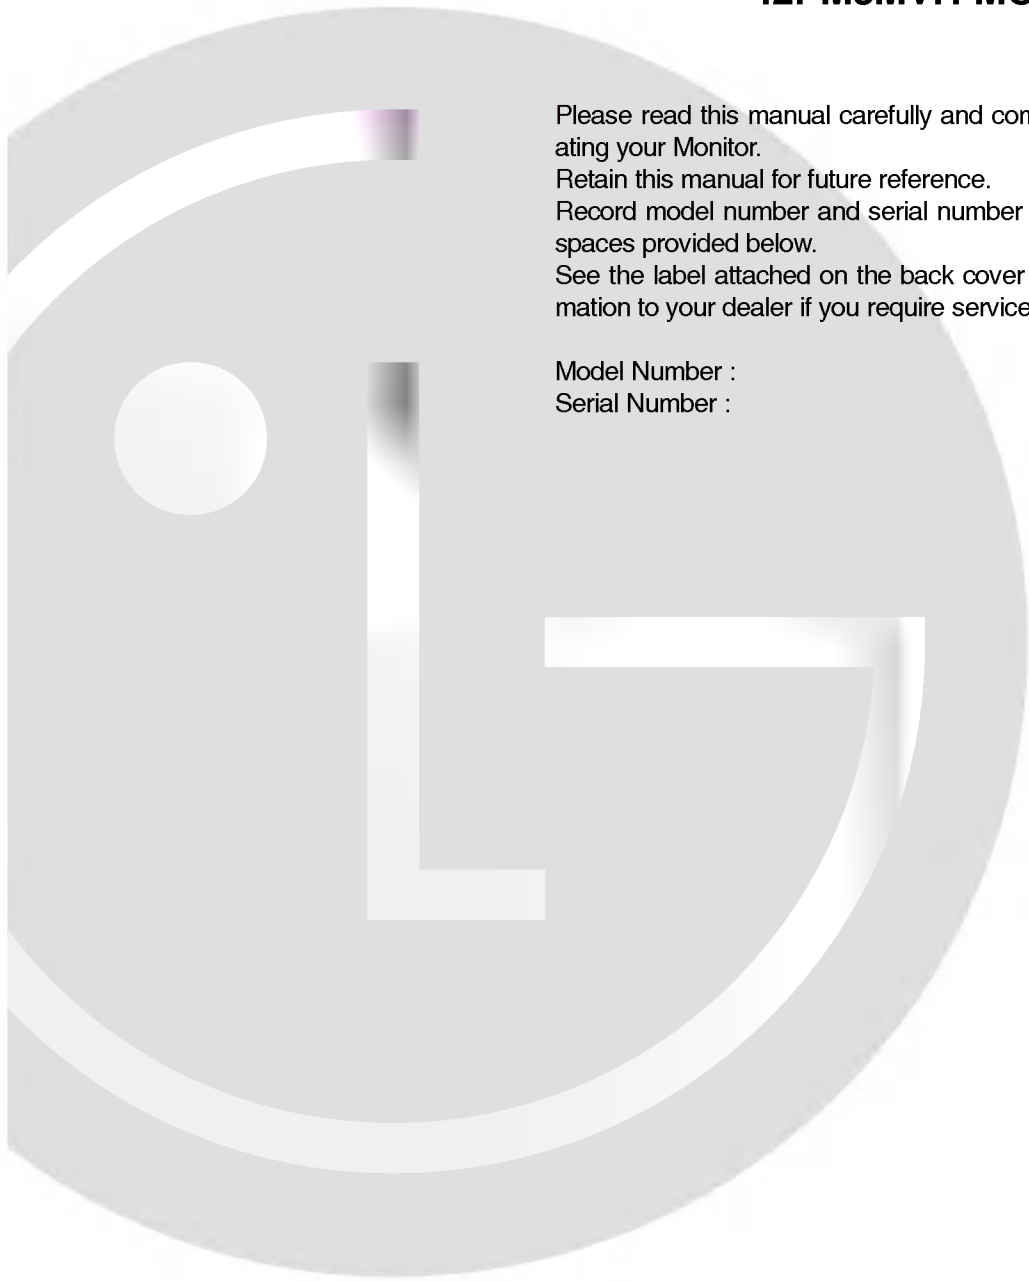 Please read this manual carefully and com
ating your Monitor.
Retain this manual for future reference.
Record model number and serial number
spaces provided below.
See the label attached on the back cover
mation to your dealer if you require service
Model Number :
Serial Number :
LG